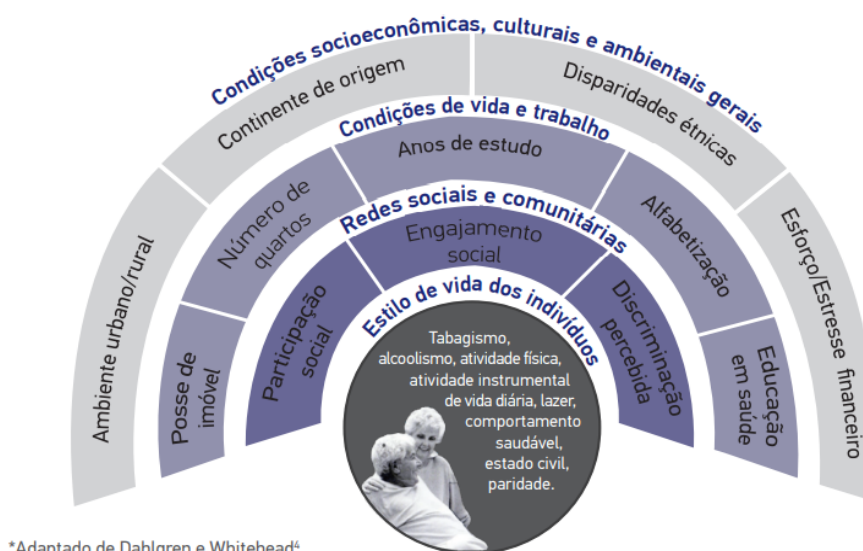 Condições socioeconômicas, culturais e ambientais gerais
Ambiente urbano/rural
Continente de origem
Disparidades étnicas
Esforço/Estresse financeiro
Condições de vida e trabalho
Posse de
imóvel
Número de
quartos
Anos de estudo
Alfabetização
Educação
em saúde
Redes sociais e comunitárias
Participação
social
Engajamento
social
Discriminação
percebida
Estilo de vida dos indivíduos
Tabagismo,
alcoolismo, atividade física,
atividade instrumental
de vida diária, lazer,
comportamento
saudável,
estado civil,
paridade.
*Adaptado de Dahlgren e Whitehead⁴